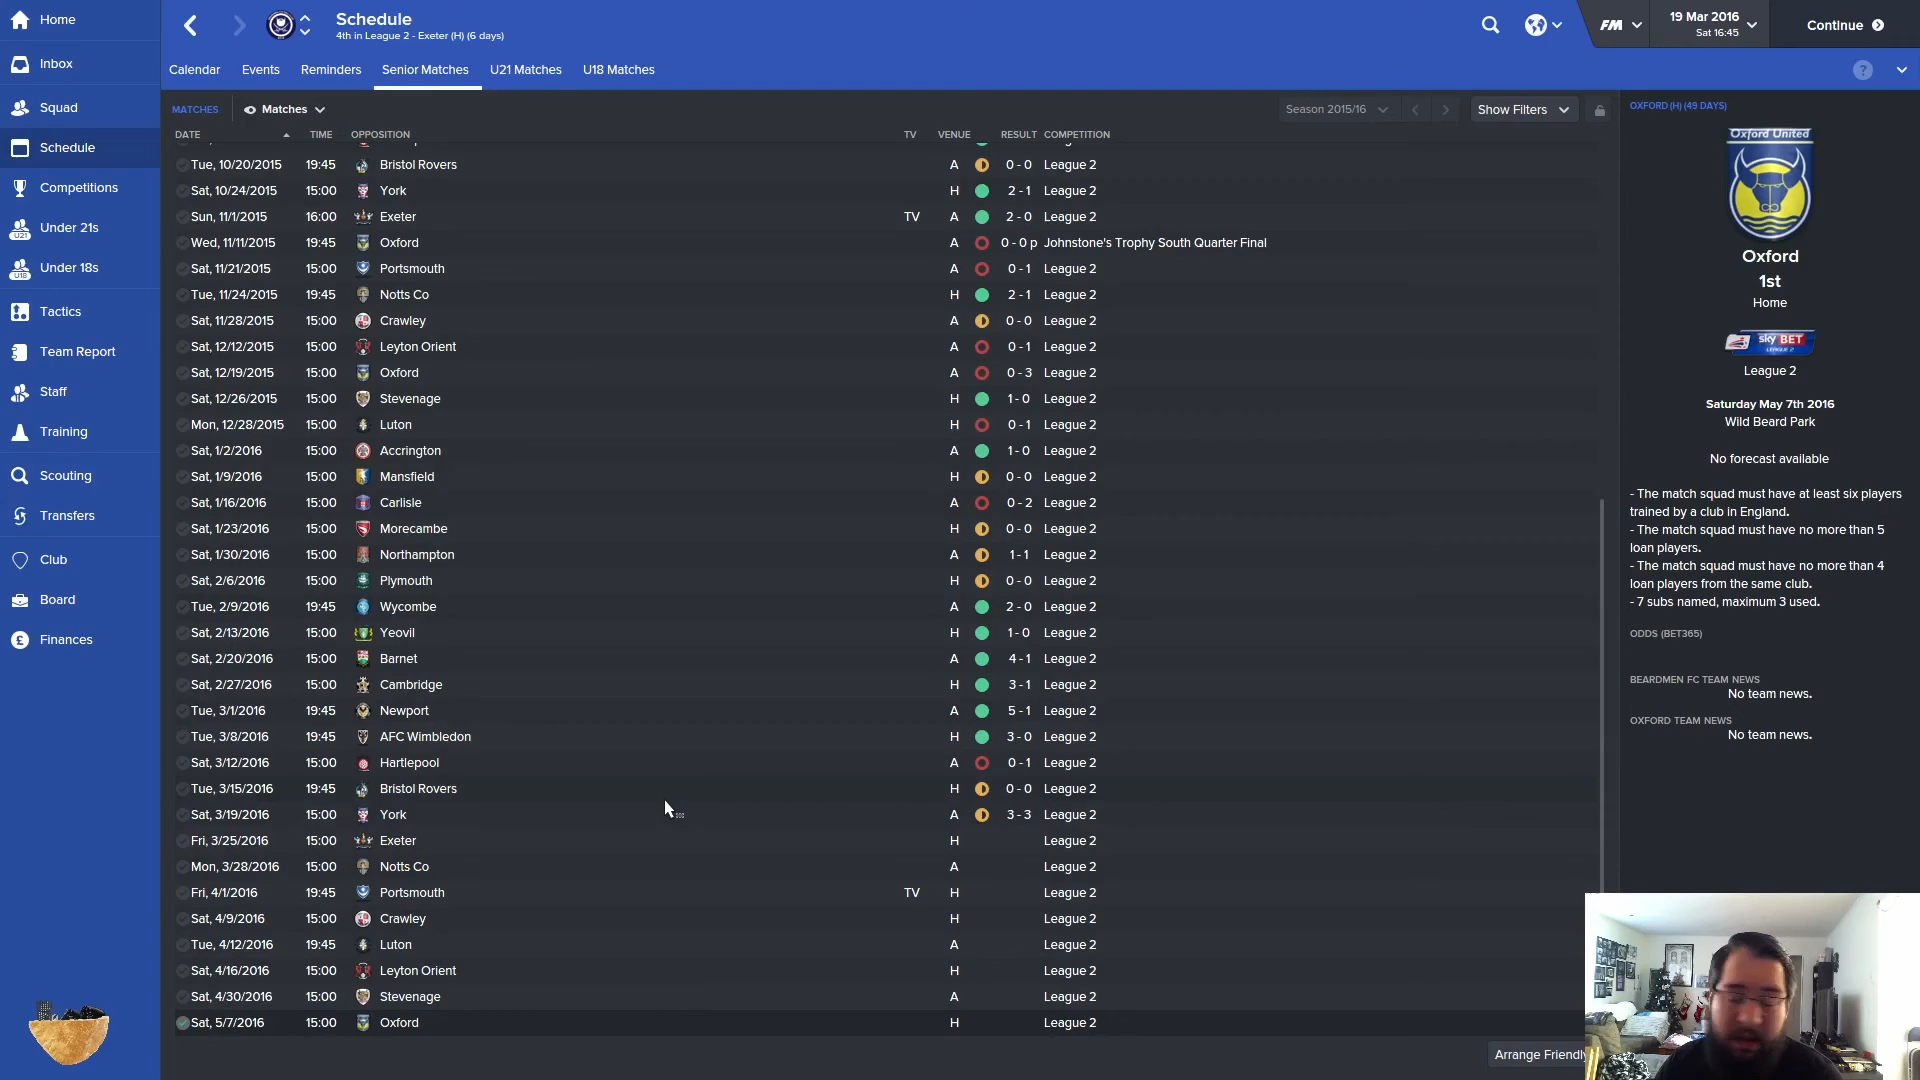 Home
Inbox
Squad
Schedule
Competitions
U21
Under 21s
U18
Under 18s
Tactics
Team Report
Staff
Training
Scouting
Transfers
Club
Board
£ Finances
Schedule
4th in League 2 - Exeter (H) (6 days)
FM
19 Mar 2016
Sat 16:45
Continue
Calendar Events Reminders Senior Matches U21 Matches U18 Matches
?
MATCHES Matches Season 2015/16 Show Filters
DATE TIME OPPOSITION TV VENUE RESULT COMPETITION
Tue, 10/20/2015 19:45 Bristol Rovers A 0 - 0 League 2
Sat, 10/24/2015 15:00 York H 2 - 1 League 2
Sun, 11/1/2015 16:00 Exeter TV A 2 - 0 League 2
Wed, 11/11/2015 19:45 Oxford A 0 - 0 p Johnstone's Trophy South Quarter Final
Sat, 11/21/2015 15:00 Portsmouth A 0 - 1 League 2
Tue, 11/24/2015 19:45 Notts Co H 2 - 1 League 2
Sat, 11/28/2015 15:00 Crawley A 0 - 0 League 2
Sat, 12/12/2015 15:00 Leyton Orient A 0 - 1 League 2
Sat, 12/19/2015 15:00 Oxford A 0 - 3 League 2
Sat, 12/26/2015 15:00 Stevenage H 1 - 0 League 2
Mon, 12/28/2015 15:00 Luton H 0 - 1 League 2
Sat, 1/2/2016 15:00 Accrington A 1 - 0 League 2
Sat, 1/9/2016 15:00 Mansfield H 0 - 0 League 2
Sat, 1/16/2016 15:00 Carlisle A 0 - 2 League 2
Sat, 1/23/2016 15:00 Morecambe H 0 - 0 League 2
Sat, 1/30/2016 15:00 Northampton A 1 - 1 League 2
Sat, 2/6/2016 15:00 Plymouth H 0 - 0 League 2
Tue, 2/9/2016 19:45 Wycombe A 2 - 0 League 2
Sat, 2/13/2016 15:00 Yeovil H 1 - 0 League 2
Sat, 2/20/2016 15:00 Barnet A 4 - 1 League 2
Sat, 2/27/2016 15:00 Cambridge H 3 - 1 League 2
Tue, 3/1/2016 19:45 Newport A 5 - 1 League 2
Tue, 3/8/2016 19:45 AFC Wimbledon H 3 - 0 League 2
Sat, 3/12/2016 15:00 Hartlepool A 0 - 1 League 2
Tue, 3/15/2016 19:45 Bristol Rovers H 0 - 0 League 2
Sat, 3/19/2016 15:00 York A 3 - 3 League 2
Fri, 3/25/2016 15:00 Exeter H League 2
Mon, 3/28/2016 15:00 Notts Co A League 2
Fri, 4/1/2016 19:45 Portsmouth TV H League 2
Sat, 4/9/2016 15:00 Crawley H League 2
Tue, 4/12/2016 19:45 Luton A League 2
Sat, 4/16/2016 15:00 Leyton Orient H League 2
Sat, 4/30/2016 15:00 Stevenage A League 2
Sat, 5/7/2016 15:00 Oxford H League 2
Arrange Friendly
OXFORD (H) (49 DAYS)
Oxford United
Oxford
1st
Home
sky BET
LEAGUE 2
League 2
Saturday May 7th 2016
Wild Beard Park
No forecast available
- The match squad must have at least six players
trained by a club in England.
- The match squad must have no more than 5
loan players.
- The match squad must have no more than 4
loan players from the same club.
- 7 subs named, maximum 3 used.
ODDS (BET365)
BEARDMEN FC TEAM NEWS
No team news.
OXFORD TEAM NEWS
No team news.